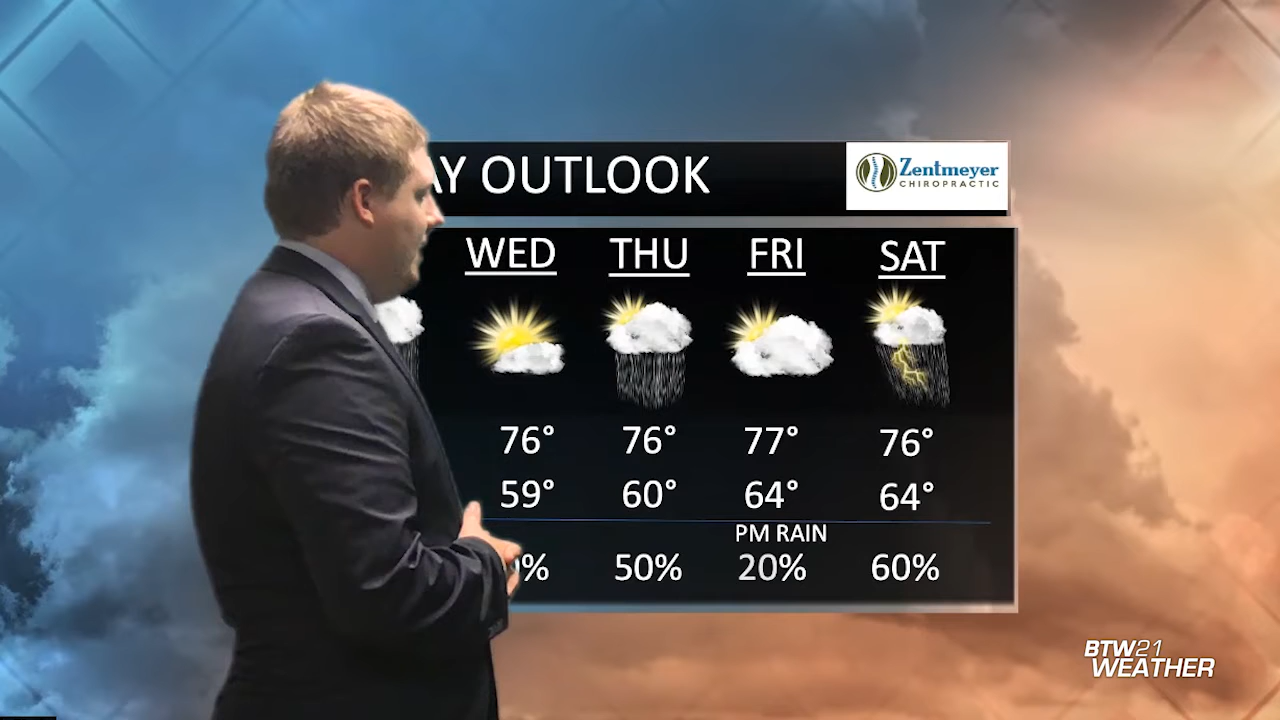 OUTLOOK
Zentmeyer
CHIROPRACTIC
WED THU FRI SAT
76° 76° 77° 76°
59° 60° 64° 64°
PM RAIN
50% 20% 60%
BTW21
WEATHER